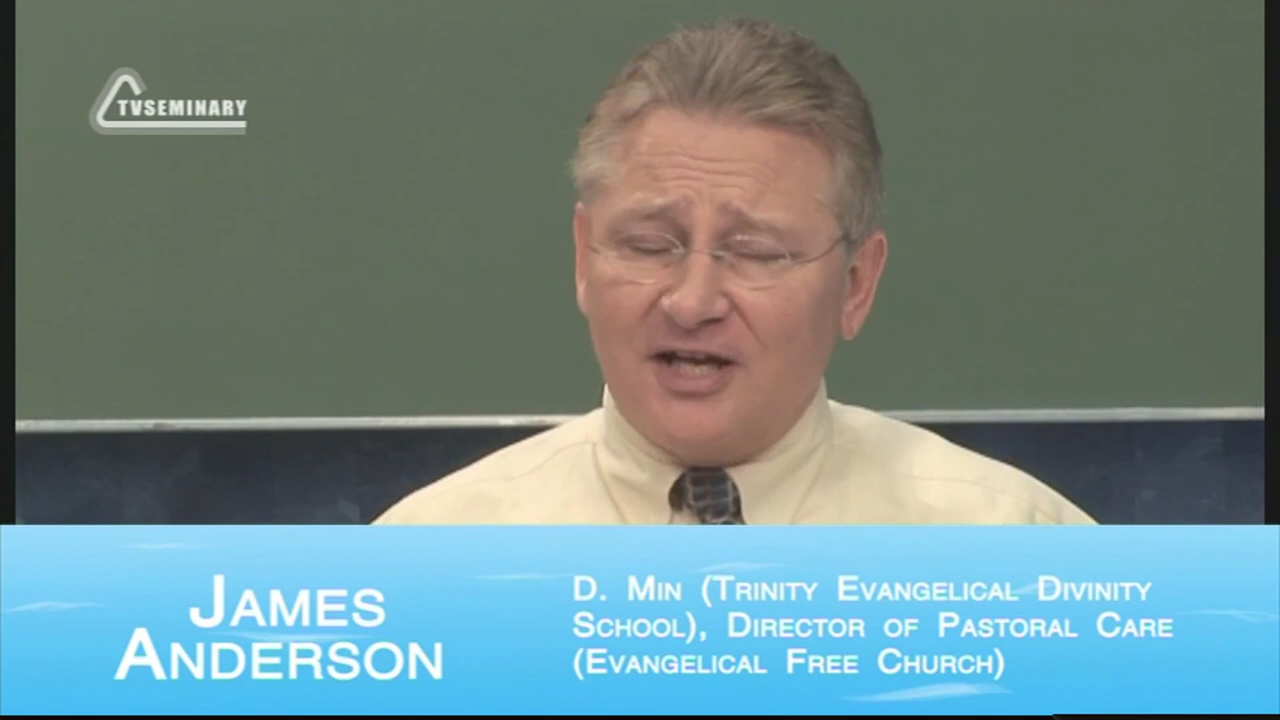 TVSEMINARY
JAMES
ANDERSON
D. MIN (TRINITY EVANGELICAL DIVINITY
SCHOOL), DIRECTOR OF PASTORAL CARE
(EVANGELICAL FREE CHURCH)